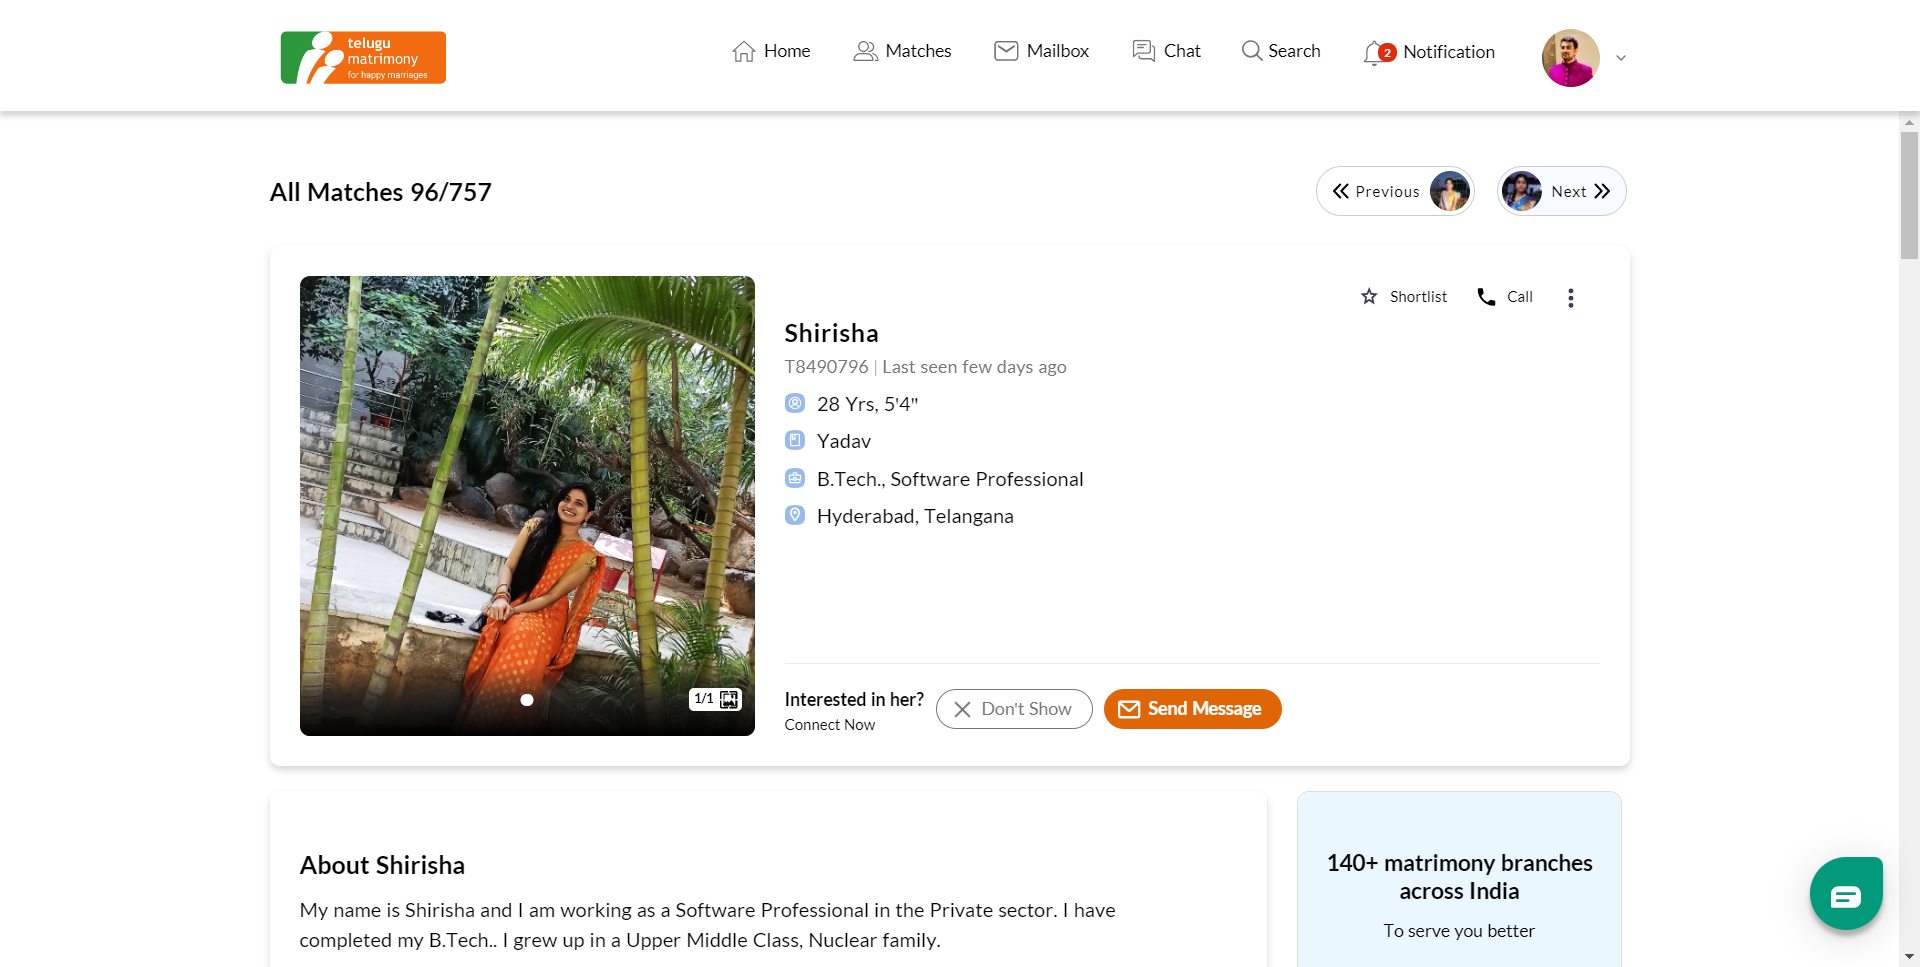 telugu
matrimony
for happy marriages
Home
Matches
Mailbox
Chat
Search
2
Notification
All Matches 96/757
Previous
Next
Shortlist
Call
Shirisha
T8490796 | Last seen few days ago
28 Yrs, 5'4"
Yadav
B.Tech., Software Professional
Hyderabad, Telangana
1/1
Interested in her?
Connect Now
Don't Show
Send Message
About Shirisha
My name is Shirisha and I am working as a Software Professional in the Private sector. I have
completed my B.Tech.. I grew up in a Upper Middle Class, Nuclear family.
140+ matrimony branches
across India
To serve you better